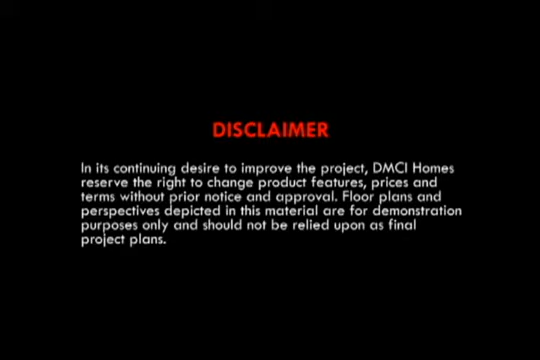 DISCLAIMER
In its continuing desire to improve the project, DMCI Homes
reserve the right to change product features, prices and
terms without prior notice and approval. Floor plans and
perspectives depicted in this material are for demonstration
purposes only and should not be relied upon as final
project plans.